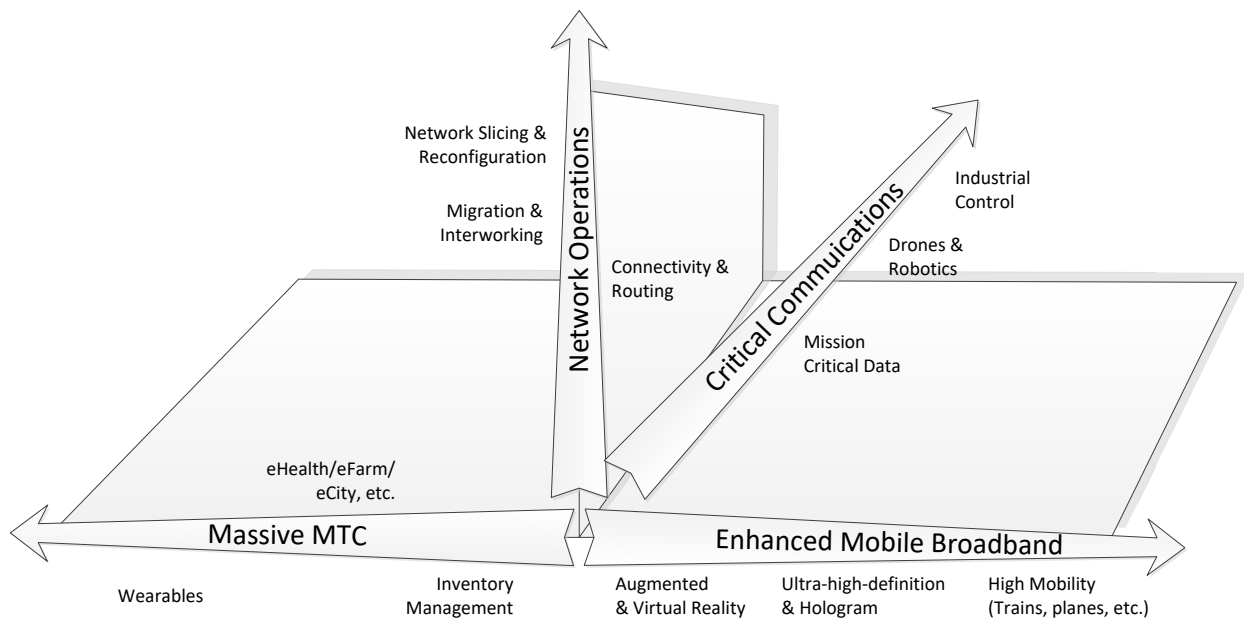 Network Slicing &
Reconfiguration
Migration &
Interworking
Network Operations
Connectivity &
Routing
Critical Commuications
Industrial
Control
Drones &
Robotics
Mission
Critical Data
eHealth/eFarm/
eCity, etc.
Massive MTC
Enhanced Mobile Broadband
Wearables
Inventory
Management
Augmented
& Virtual Reality
Ultra-high-definition
& Hologram
High Mobility
(Trains, planes, etc.)